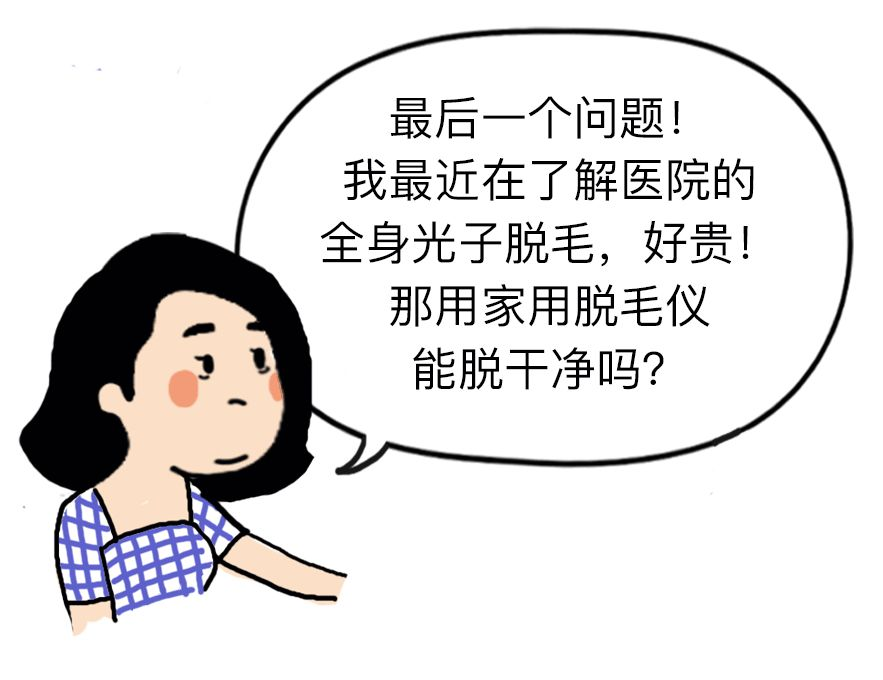 最后一个问题！
我最近在了解医院的
全身光子脱毛，好贵！
那用家用脱毛仪
能脱干净吗？